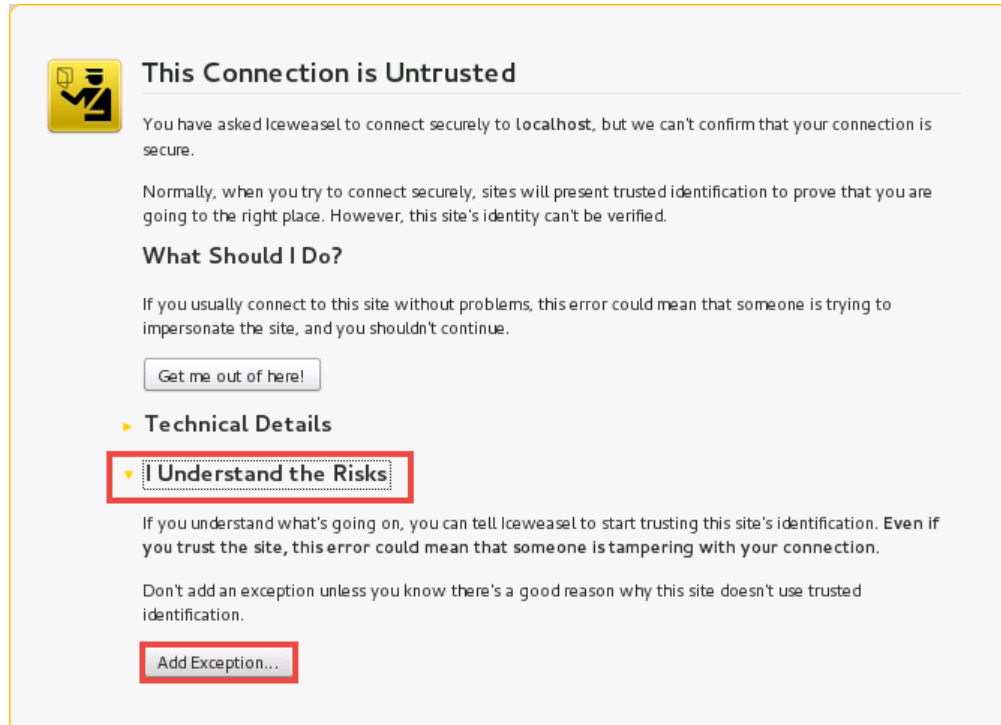 This Connection is Untrusted
You have asked Iceweasel to connect securely to localhost, but we can't confirm that your connection is
secure.
Normally, when you try to connect securely, sites will present trusted identification to prove that you are
going to the right place. However, this site's identity can't be verified.
What Should I Do?
If you usually connect to this site without problems, this error could mean that someone is trying to
impersonate the site, and you shouldn't continue.
Get me out of here!
Technical Details
I Understand the Risks
If you understand what's going on, you can tell Iceweasel to start trusting this site's identification. Even if
you trust the site, this error could mean that someone is tampering with your connection.
Don't add an exception unless you know there's a good reason why this site doesn't use trusted
identification.
Add Exception...